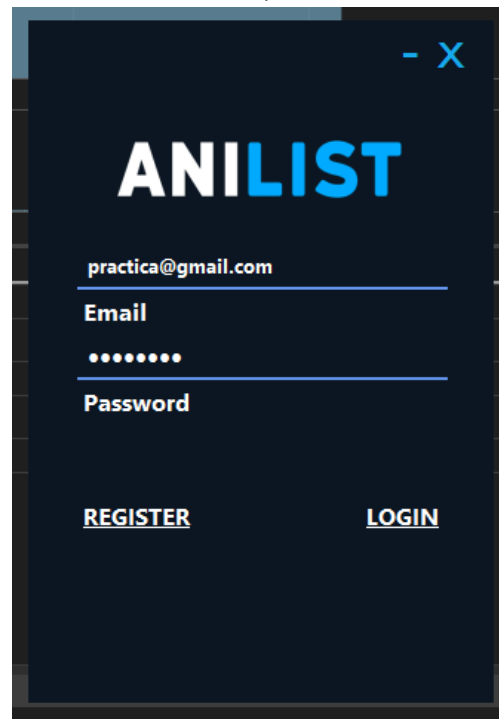 - X
ANILIST
practica@gmail.com
Email
••••••••
Password
REGISTER LOGIN